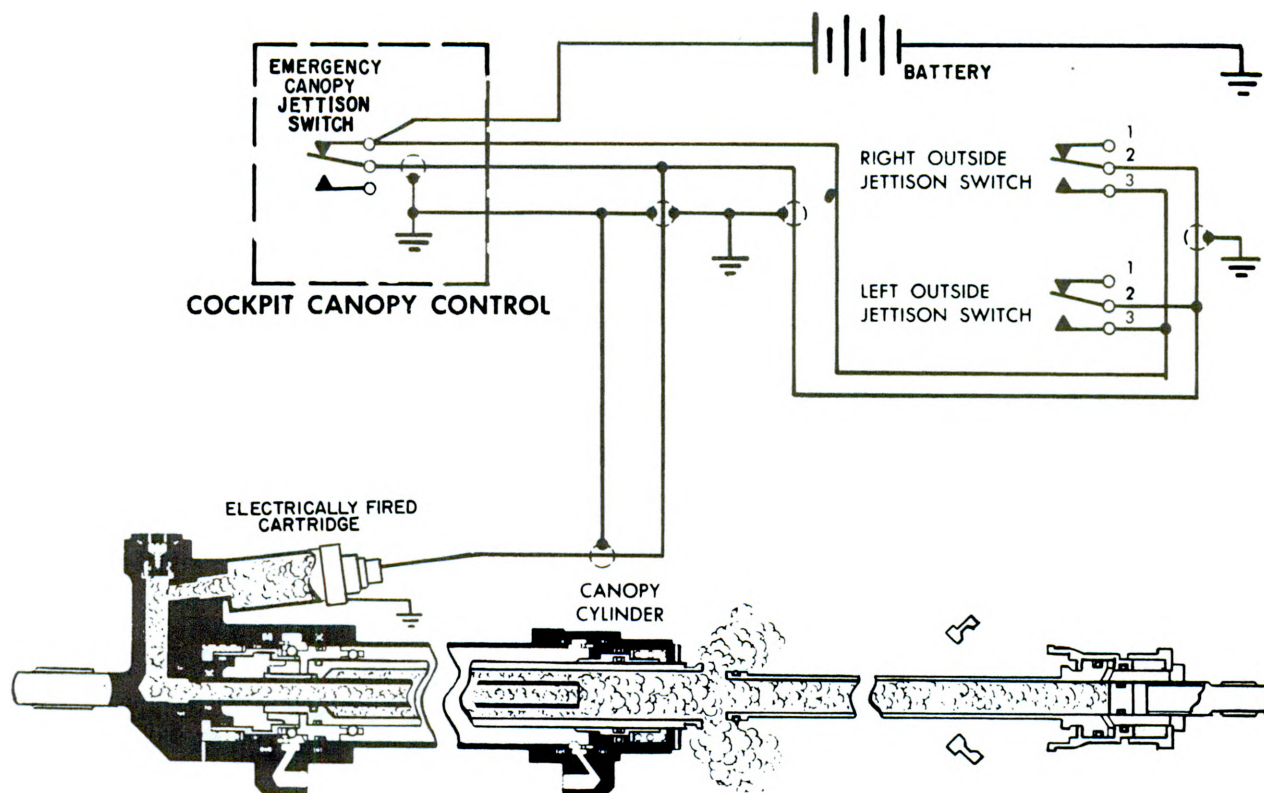 EMERGENCY
CANOPY
JETTISON
SWITCH
BATTERY
COCKPIT CANOPY CONTROL
RIGHT OUTSIDE
JETTISON SWITCH
1
2
3
LEFT OUTSIDE
JETTISON SWITCH
1
2
3
ELECTRICALLY FIRED
CARTRIDGE
CANOPY
CYLINDER